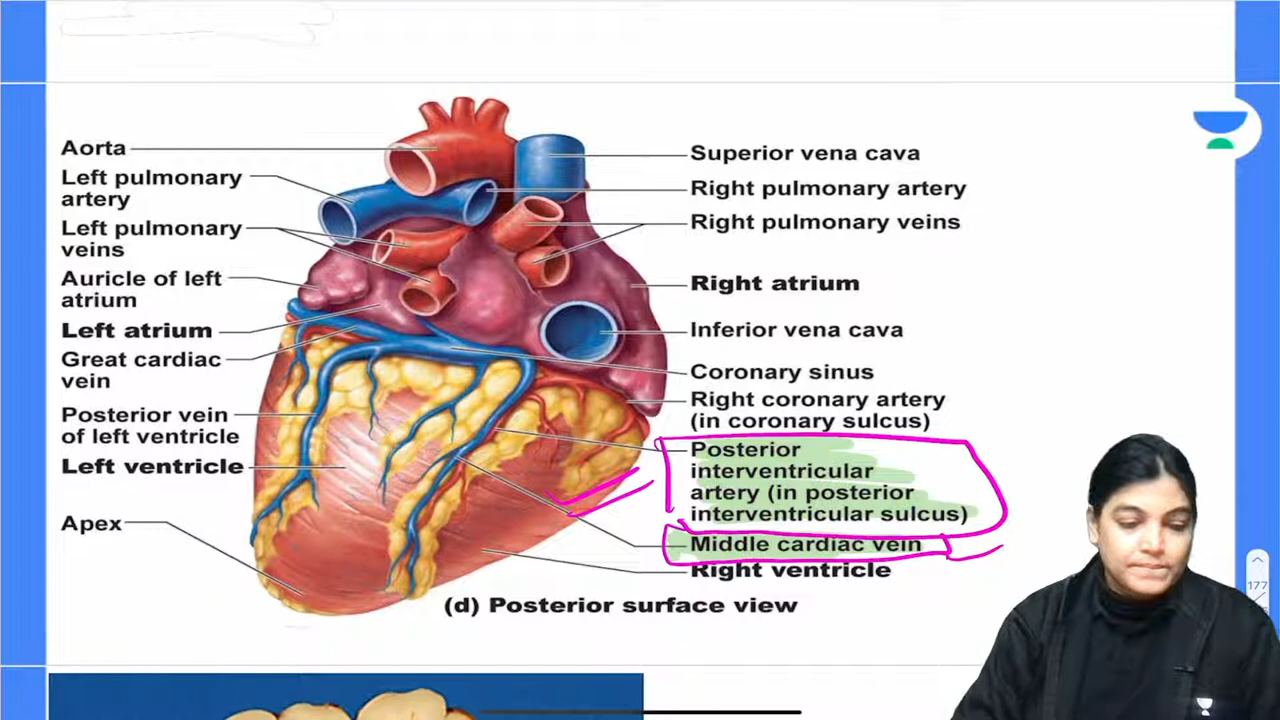 Aorta
Left pulmonary
artery
Left pulmonary
veins
Auricle of left
atrium
Left atrium
Great cardiac
vein
Posterior vein
of left ventricle
Left ventricle
Apex
Superior vena cava
Right pulmonary artery
Right pulmonary veins
Right atrium
Inferior vena cava
Coronary sinus
Right coronary artery
(in coronary sulcus)
Posterior
interventricular
artery (in posterior
interventricular sulcus)
Middle cardiac vein
Right ventricle
(d) Posterior surface view
177